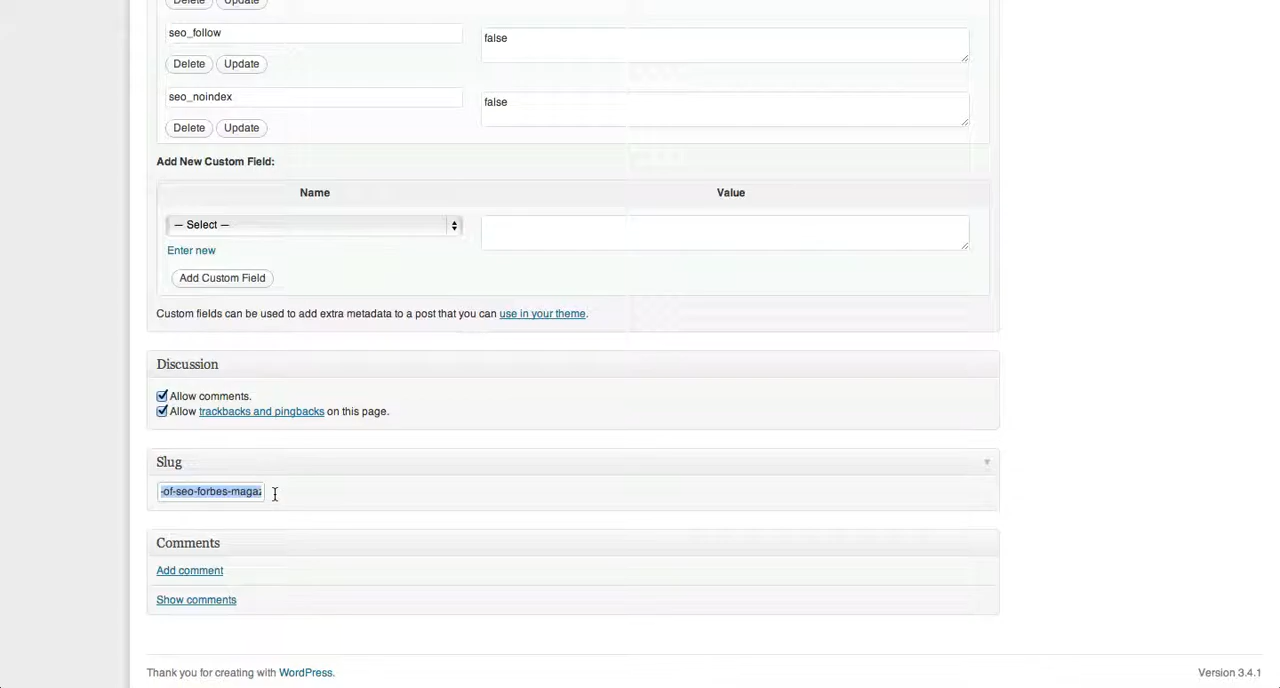 Delete Update
seo_follow false
Delete Update
seo_noindex false
Delete Update
Add New Custom Field:
Name Value
— Select —
Enter new
Add Custom Field
Custom fields can be used to add extra metadata to a post that you can use in your theme.
Discussion
Allow comments.
Allow trackbacks and pingbacks on this page.
Slug
-of-seo-forbes-magaz
Comments
Add comment
Show comments
Thank you for creating with WordPress. Version 3.4.1